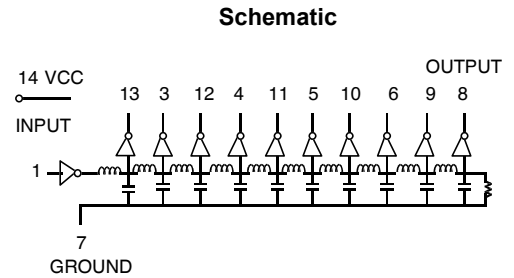 Schematic
OUTPUT
14 VCC
13 3 12 4 11 5 10 6 9 8
INPUT
1
7
GROUND